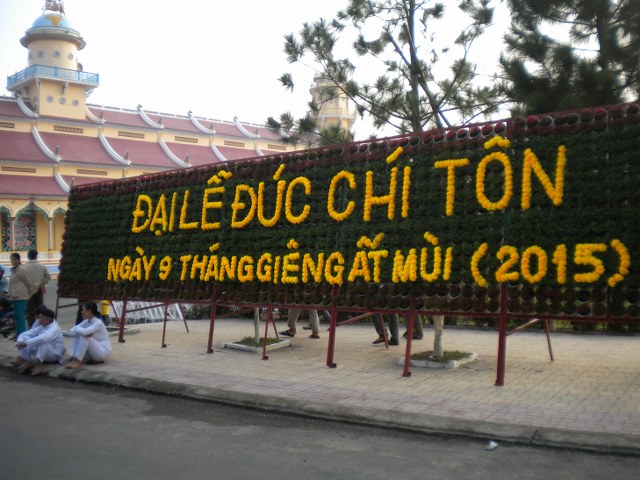 ĐẠI LỄ ĐỨC CHÍ TÔN
NGÀY 9 THÁNG GIÊNG ẤT MÙI (2015)